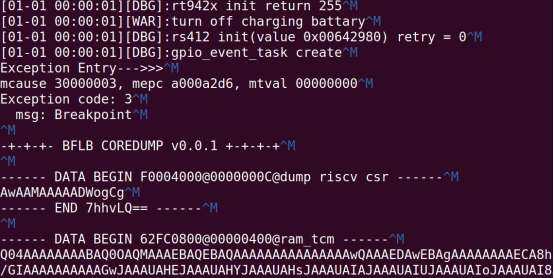 [01-01 00:00:01][DBG]:rt942x init return 255^M
[01-01 00:00:01][WAR]:turn off charging battary^M
[01-01 00:00:01][DBG]:rs412 init(value 0x00642980) retry = 0^M
[01-01 00:00:01][DBG]:gpio_event_task create^M
Exception Entry--->>>^M
mcause 30000003, mepc a000a2d6, mtval 00000000^M
Exception code: 3^M
  msg: Breakpoint^M
^M
-+-+-+- BFLB COREDUMP v0.0.1 +-+-+-+^M
^M
------ DATA BEGIN F0004000@0000000C@dump riscv csr ------^M
AwAAMAAAAADWogCg^M
------ END 7hhvLQ== ------^M
^M
------ DATA BEGIN 62FC0800@00000400@ram_tcm ------^M
Q04AAAAAAAABAQ0OAQMAAAEBAQEBAQAAAAAAAAAAAAAAAwQAAAEDAwEBAgAAAAAAAAECA8h
/GIAAAAAAAAAAGwJAAAUAHEJAAAUAHYJAAAUAHsJAAAUAIAJAAAUAIUJAAAUAIoJAAAUAI8